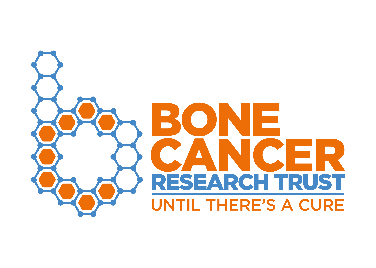 BONE
CANCER
RESEARCH TRUST
UNTIL THERE'S A CURE